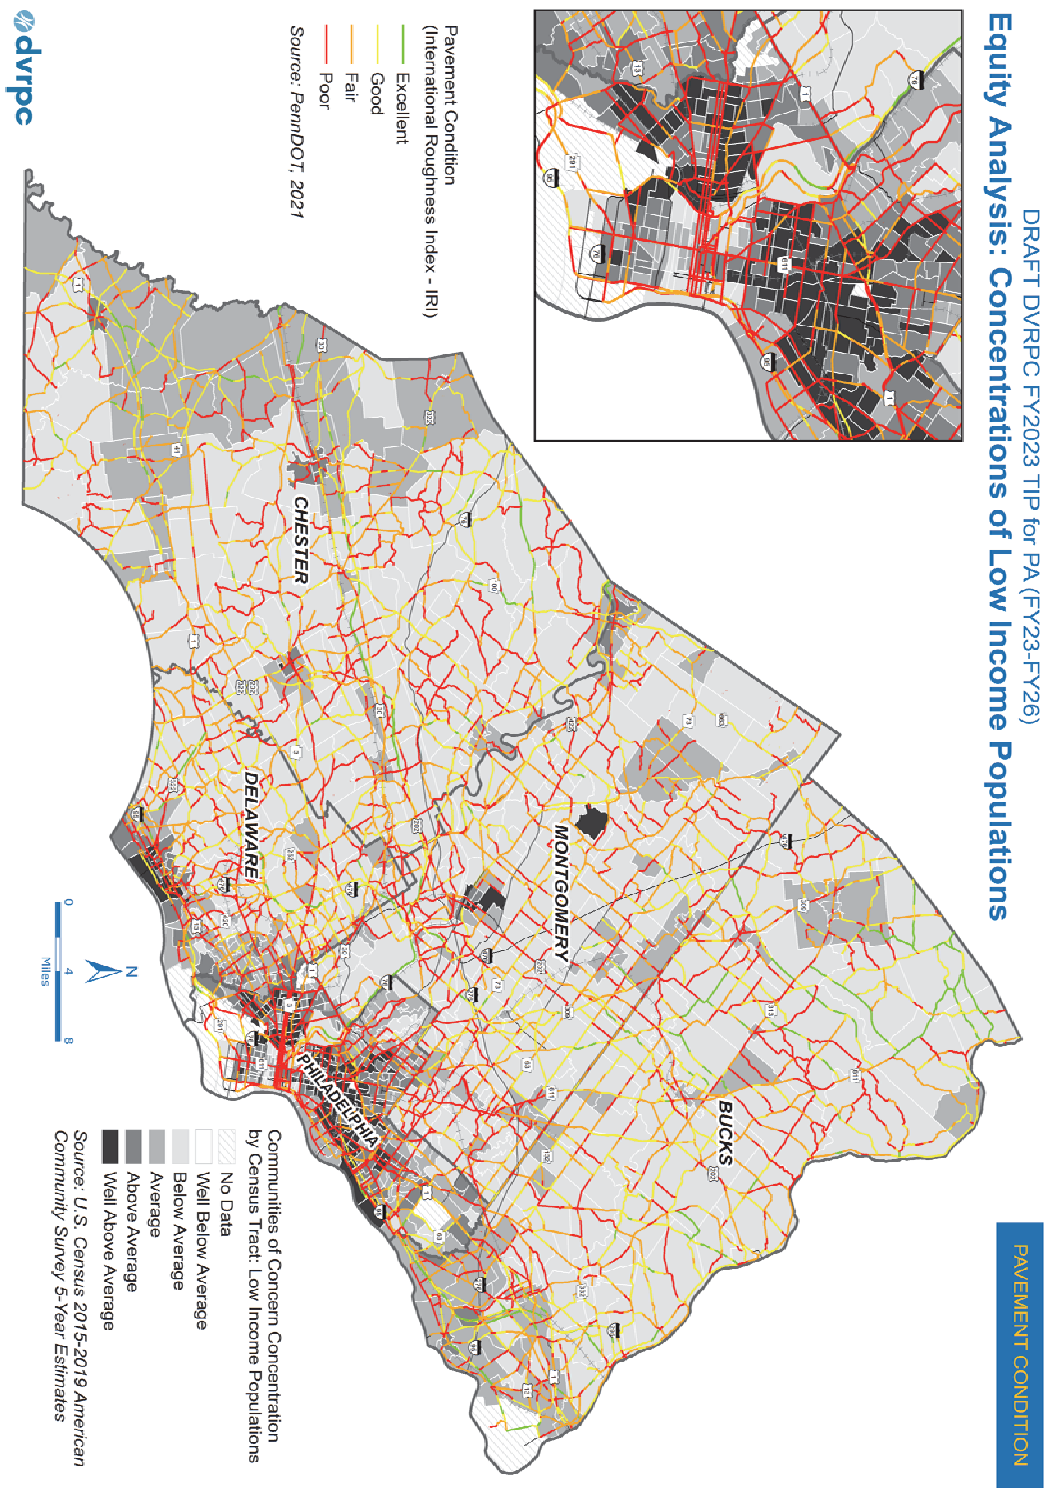 DRAFT DVRPC FY2023 TIP for PA (FY23-FY26)
Equity Analysis: Concentrations of Low Income Populations
PAVEMENT CONDITION
Pavement Condition
(International Roughness Index - IRI)
Excellent
Good
Fair
Poor
Source: PennDOT, 2021
CHESTER
DELAWARE
MONTGOMERY
BUCKS
PHILADELPHIA
N
0 4 8
Miles
Communities of Concern Concentration
by Census Tract: Low Income Populations
No Data
Well Below Average
Below Average
Average
Above Average
Well Above Average
Source: U.S. Census 2015-2019 American
Community Survey 5-Year Estimates
dvrpc